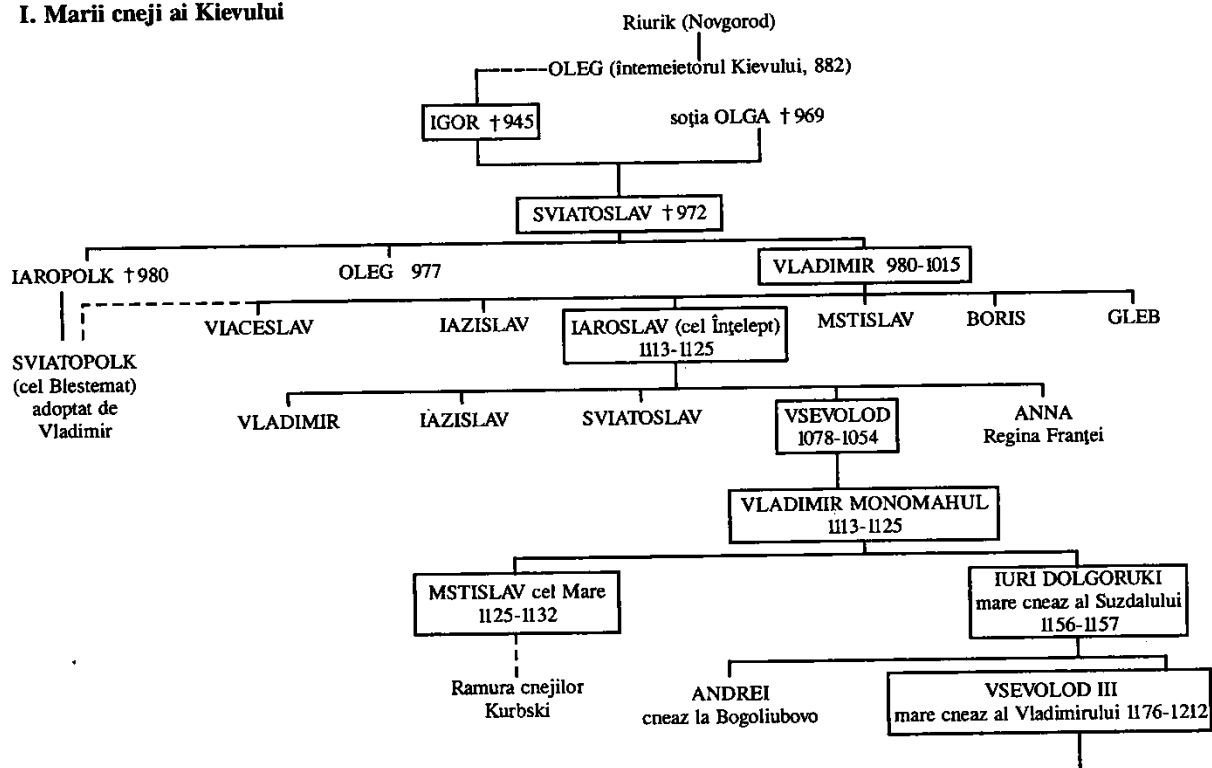 I. Marii cneji ai Kievului
Riurik (Novgorod)
OLEG (întemeietorul Kievului, 882)
IGOR †945
soţia OLGA †969
SVIATOSLAV †972
IAROPOLK †980
OLEG 977
VLADIMIR 980-1015
VIACESLAV
IAZISLAV
IAROSLAV (cel Înţelept)
1113-1125
MSTISLAV
BORIS
GLEB
SVIATOPOLK
(cel Blestemat)
adoptat de
Vladimir
VLADIMIR
IAZISLAV
SVIATOSLAV
VSEVOLOD
1078-1054
ANNA
Regina Franţei
VLADIMIR MONOMAHUL
1113-1125
MSTISLAV cel Mare
1125-1132
IURI DOLGORUKI
mare cneaz al Suzdalului
1156-1157
Ramura cnejilor
Kurbski
ANDREI
cneaz la Bogoliubovo
VSEVOLOD III
mare cneaz al Vladimirului 1176-1212